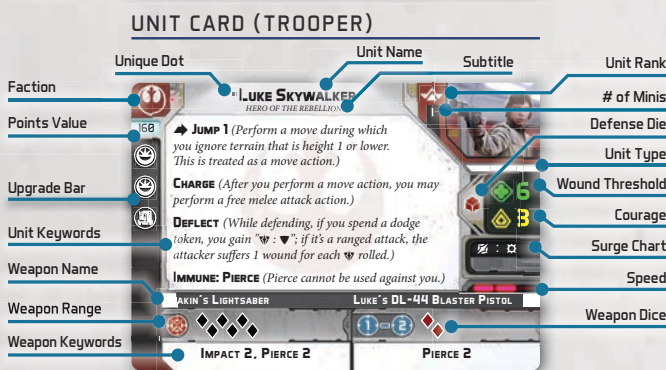 UNIT CARD (TROOPER)
Unique Dot
Unit Name
Subtitle
Unit Rank
Faction
# of Minis
Points Value
Defense Die
Unit Type
Upgrade Bar
Wound Threshold
Courage
Unit Keywords
Surge Chart
Weapon Name
Speed
Weapon Range
Weapon Dice
Weapon Keywords
LUKE SKYWALKER
HERO OF THE REBELLION
160
1
JUMP 1 (Perform a move during which
you ignore terrain that is height 1 or lower.
This is treated as a move action.)
CHARGE (After you perform a move action, you may
perform a free melee attack action.)
DEFLECT (While defending, if you spend a dodge
token, you gain " : "; if it's a ranged attack, the
attacker suffers 1 wound for each rolled.)
IMMUNE: PIERCE (Pierce cannot be used against you.)
6
3
:
AKIN'S LIGHTSABER
LUKE'S DL-44 BLASTER PISTOL
1-2
IMPACT 2, PIERCE 2
PIERCE 2